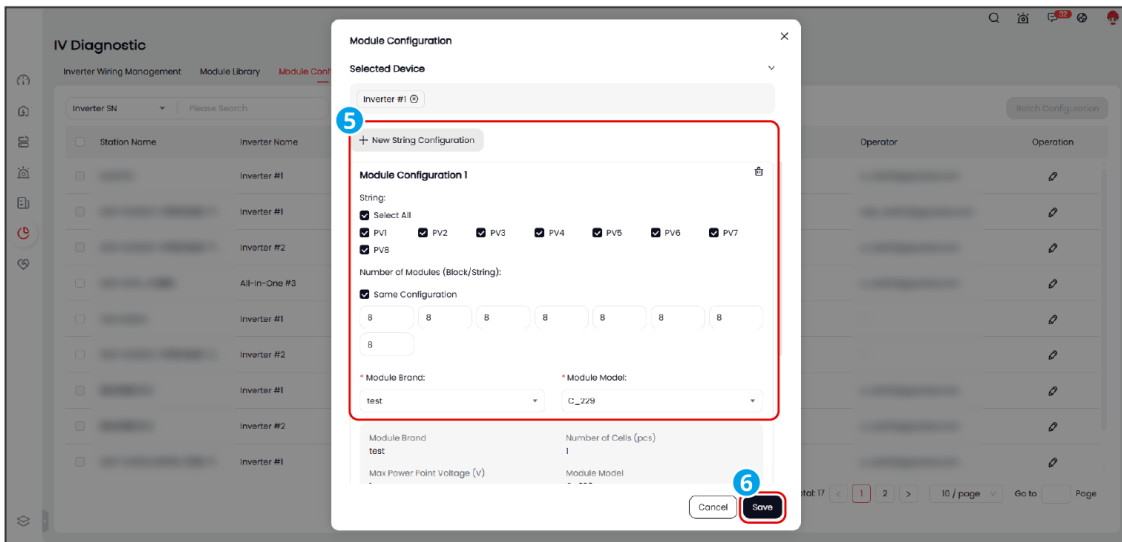 32
IV Diagnostic
Inverter Wiring Management Module Library Module Conf
Inverter SN Please Search Batch Configuration
Station Name Inverter Name Operator Operation
Inverter #1
Inverter #1
Inverter #2
All-In-One #3
Inverter #1
Inverter #2
Inverter #1
Inverter #2
Inverter #1
Total: 17 < 1 2 > 10 / page Go to Page
Module Configuration
Selected Device
Inverter #1
5
+ New String Configuration
Module Configuration 1
String:
Select All
PV1 PV2 PV3 PV4 PV5 PV6 PV7
PV8
Number of Modules (Block/String):
Same Configuration
8 8 8 8 8 8 8
8
* Module Brand: * Module Model:
test C_229
Module Brand Number of Cells (pcs)
test 1
Max Power Point Voltage (V) Module Model
6
Cancel Save